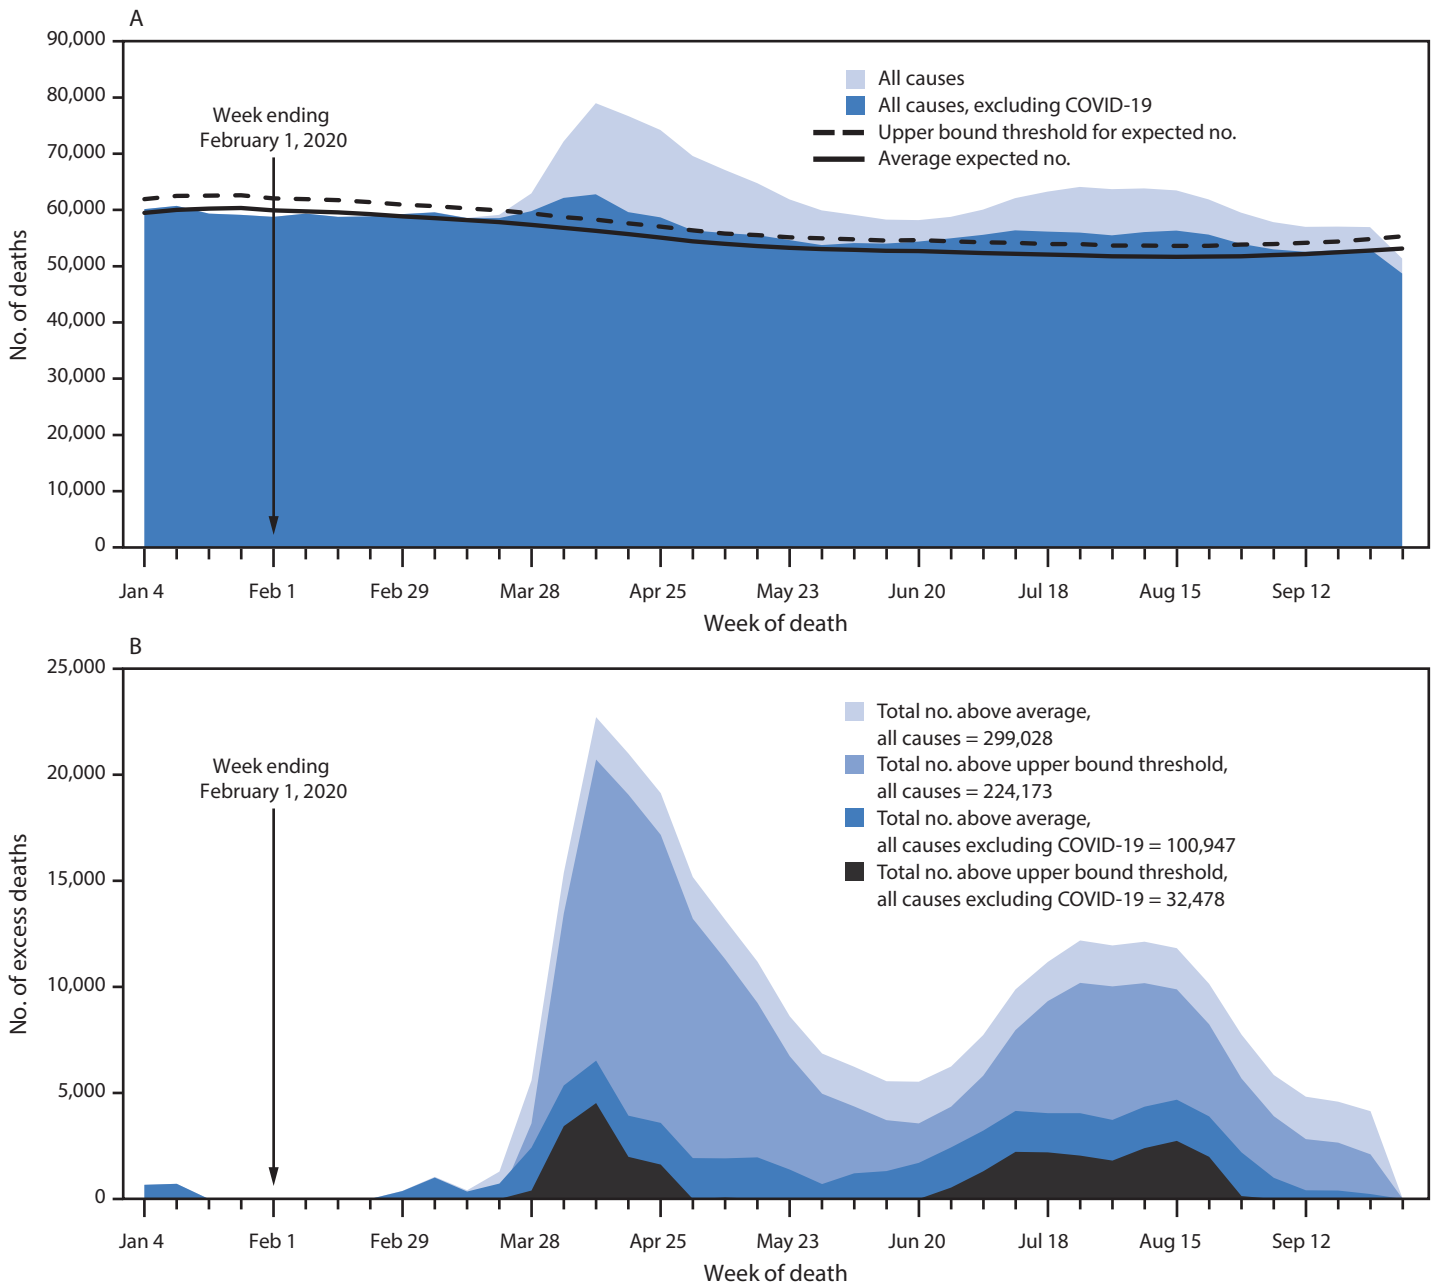 A
90,000
80,000
70,000
60,000
50,000
40,000
30,000
20,000
10,000
0
No. of deaths
Week ending
February 1, 2020
All causes
All causes, excluding COVID-19
Upper bound threshold for expected no.
Average expected no.
Jan 4
Feb 1
Feb 29
Mar 28
Apr 25
May 23
Jun 20
Jul 18
Aug 15
Sep 12
Week of death
B
25,000
20,000
15,000
10,000
5,000
0
No. of excess deaths
Week ending
February 1, 2020
Total no. above average,
all causes = 299,028
Total no. above upper bound threshold,
all causes = 224,173
Total no. above average,
all causes excluding COVID-19 = 100,947
Total no. above upper bound threshold,
all causes excluding COVID-19 = 32,478
Jan 4
Feb 1
Feb 29
Mar 28
Apr 25
May 23
Jun 20
Jul 18
Aug 15
Sep 12
Week of death